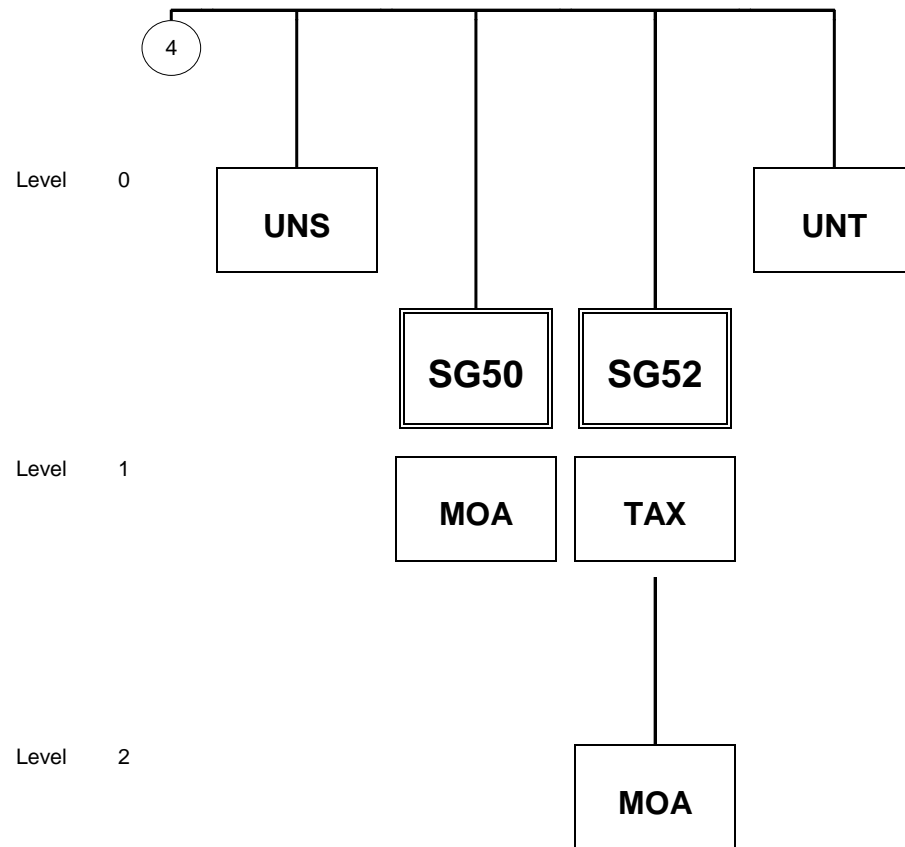 4
Level 0
UNS
UNT
SG50
SG52
Level 1
MOA
TAX
Level 2
MOA